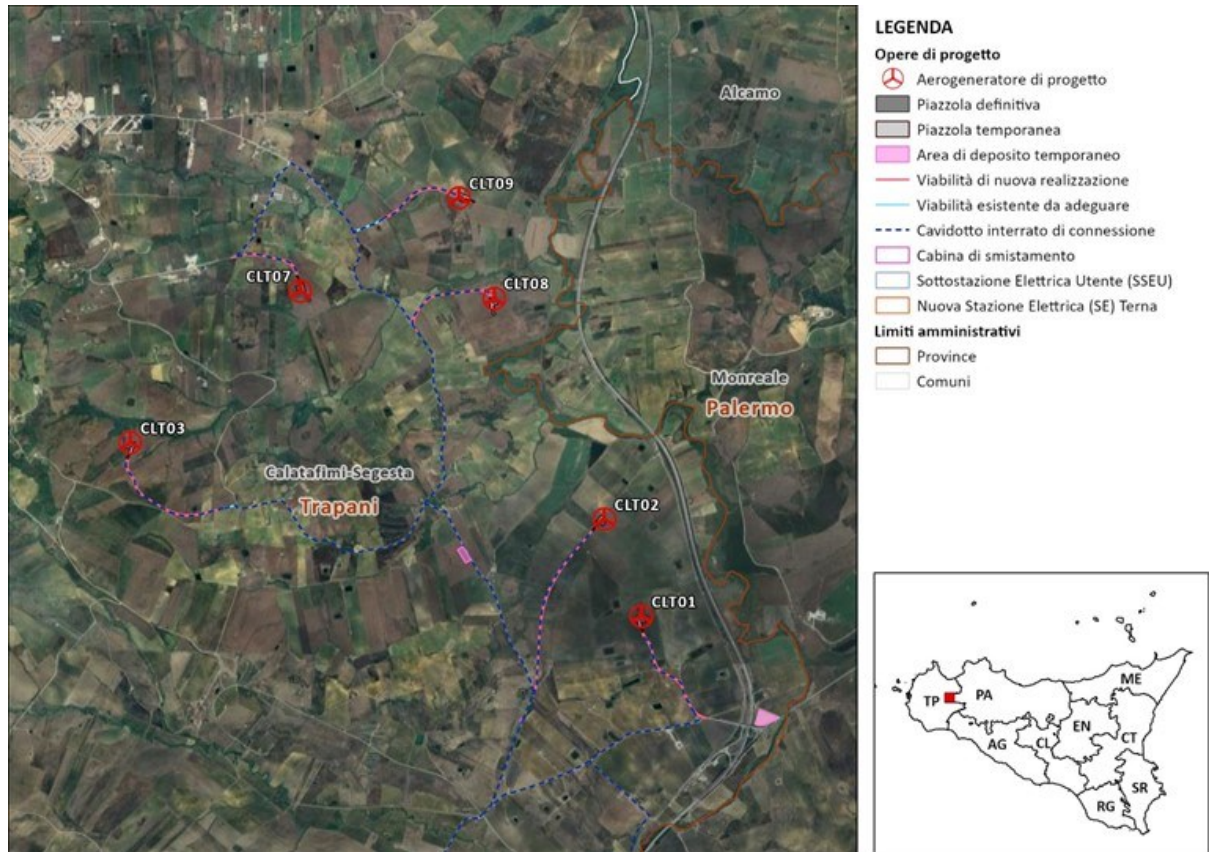 Alcamo
CLT09
CLT07
CLT08
Monreale
Palermo
CLT03
Calatafimi-Segesta
Trapani
CLT02
CLT01
LEGENDA
Opere di progetto
Aerogeneratore di progetto
Piazzola definitiva
Piazzola temporanea
Area di deposito temporaneo
Viabilità di nuova realizzazione
Viabilità esistente da adeguare
Cavidotto interrato di connessione
Cabina di smistamento
Sottostazione Elettrica Utente (SSEU)
Nuova Stazione Elettrica (SE) Terna
Limiti amministrativi
Province
Comuni
ME
TP
PA
EN
CT
AG
CL
SR
RG